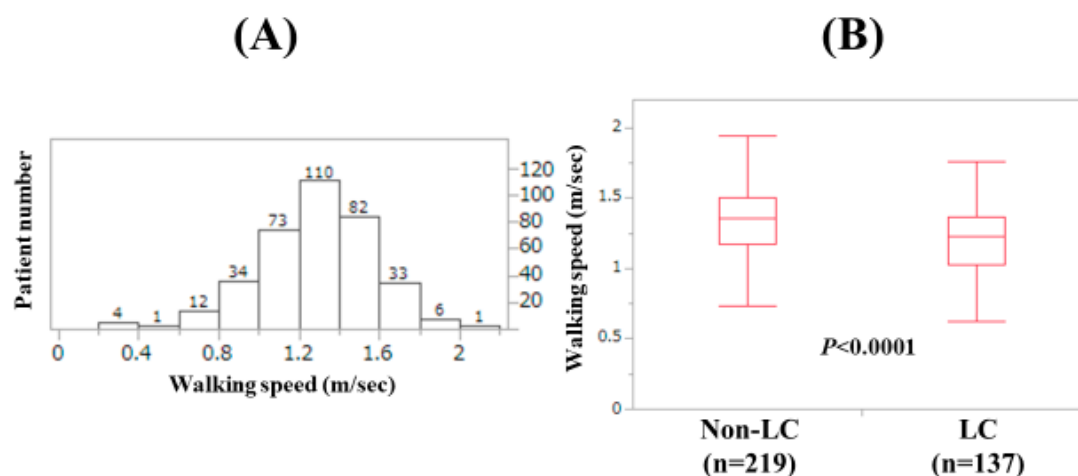 (A)
Patient number
4
1
12
34
73
110
82
33
6
1
120
100
80
60
40
20
0 0.4 0.8 1.2 1.6 2
Walking speed (m/sec)
(B)
Walking speed (m/sec)
2
1.5
1
0.5
0
P<0.0001
Non-LC LC
(n=219) (n=137)